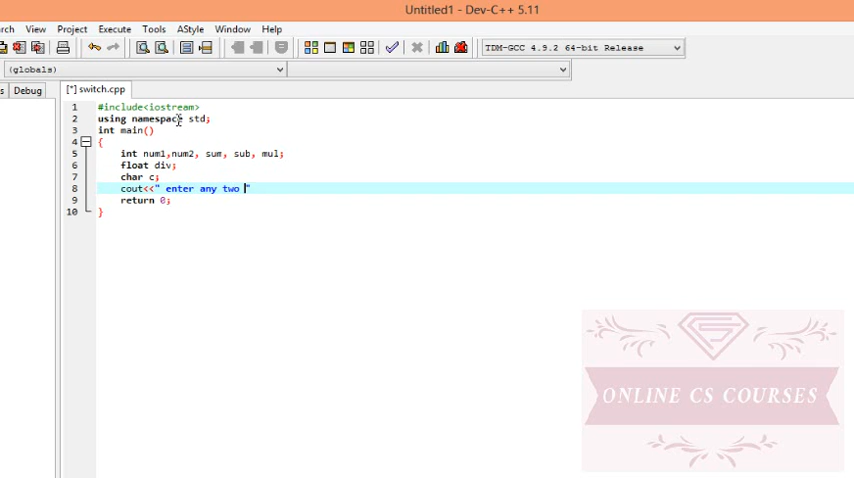 Untitled1 - Dev-C++ 5.11
rch View Project Execute Tools AStyle Window Help
TDM-GCC 4.9.2 64-bit Release
(globals)
s Debug [*] switch.cpp
1 #include<iostream>
2 using namespace std;
3 int main()
4 {
5 int num1,num2, sum, sub, mul;
6 float div;
7 char c;
8 cout<<" enter any two "
9 return 0;
10 }
ONLINE CS COURSES